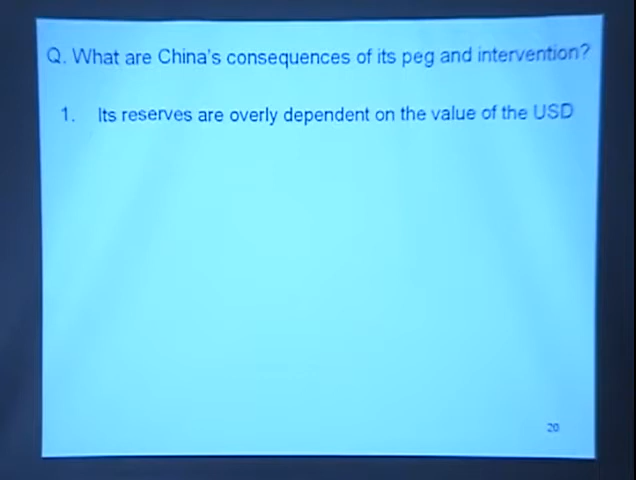 Q. What are China's consequences of its peg and intervention?
1. Its reserves are overly dependent on the value of the USD
20